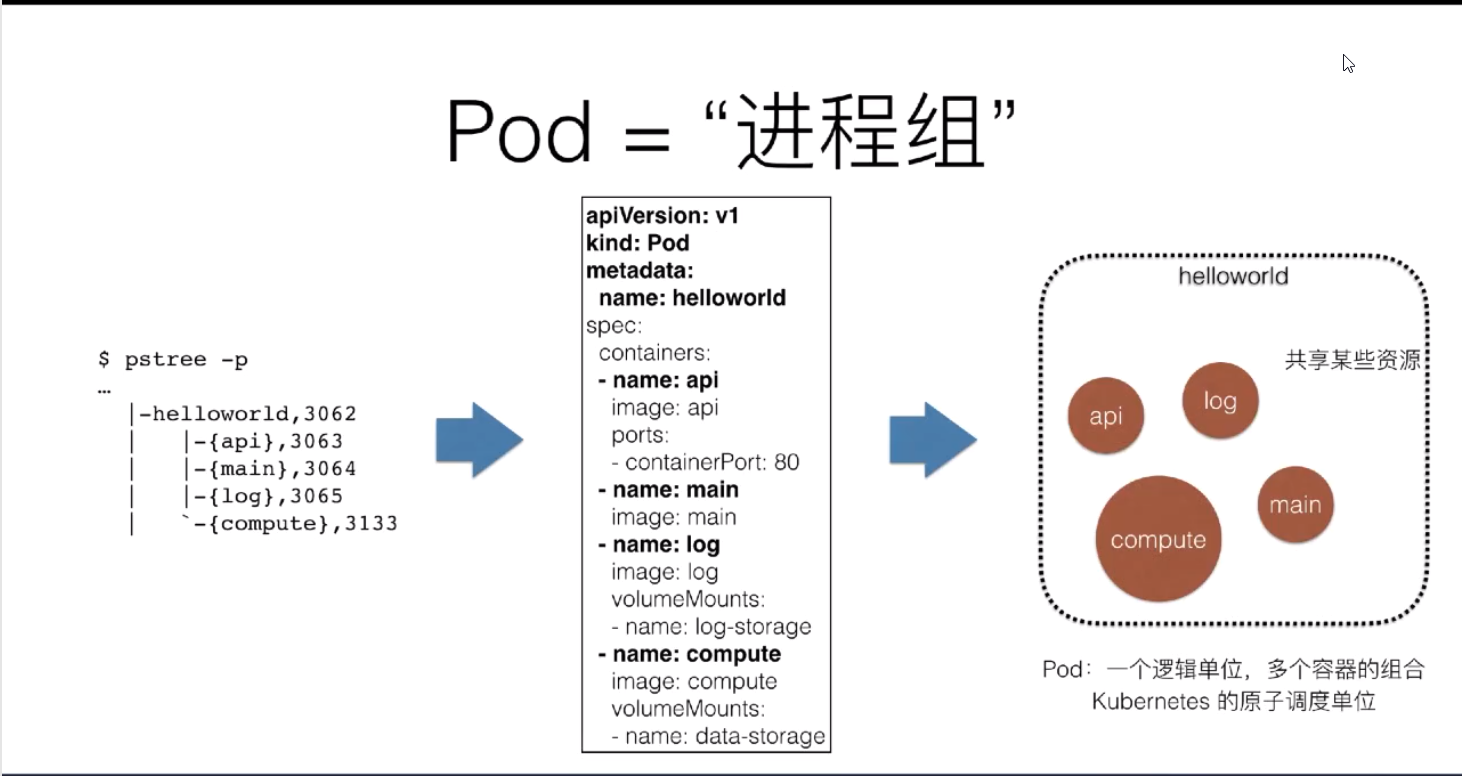 Pod = “进程组”
$ pstree -p
…
|-helloworld,3062
|   |-{api},3063
|   |-{main},3064
|   |-{log},3065
|   `-{compute},3133
apiVersion: v1
kind: Pod
metadata:
  name: helloworld
spec:
  containers:
  - name: api
    image: api
    ports:
    - containerPort: 80
  - name: main
    image: main
  - name: log
    image: log
    volumeMounts:
    - name: log-storage
  - name: compute
    image: compute
    volumeMounts:
    - name: data-storage
helloworld
共享某些资源
api
log
main
compute
Pod：一个逻辑单位，多个容器的组合
Kubernetes 的原子调度单位